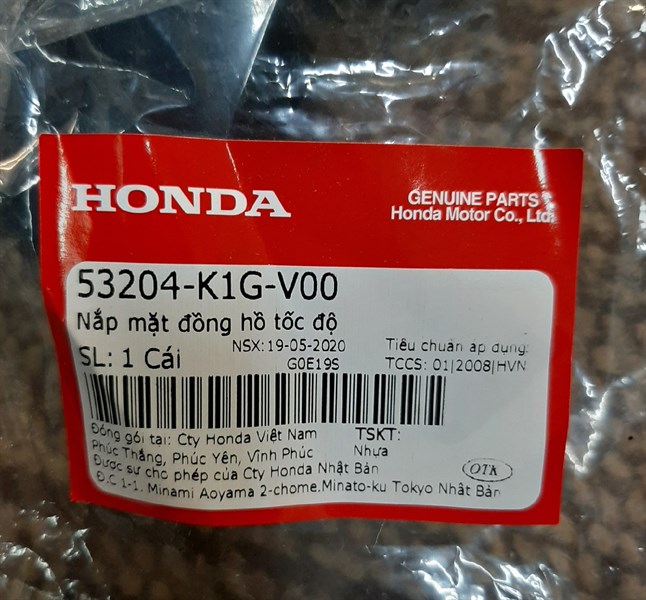 HONDA
GENUINE PARTS
Honda Motor Co., Ltd.
53204-K1G-V00
Nắp mặt đồng hồ tốc độ
SL: 1 Cái
NSX: 19-05-2020
G0E19S
Tiêu chuẩn áp dụng:
TCCS: 01|2008|HVN
Đóng gói tại: Cty Honda Việt Nam
Phúc Thắng, Phúc Yên, Vĩnh Phúc
Được sự cho phép của Cty Honda Nhật Bản
Đ.C 1-1. Minami Aoyama 2-chome.Minato-ku Tokyo Nhật Bản
TSKT:
Nhựa
OTK